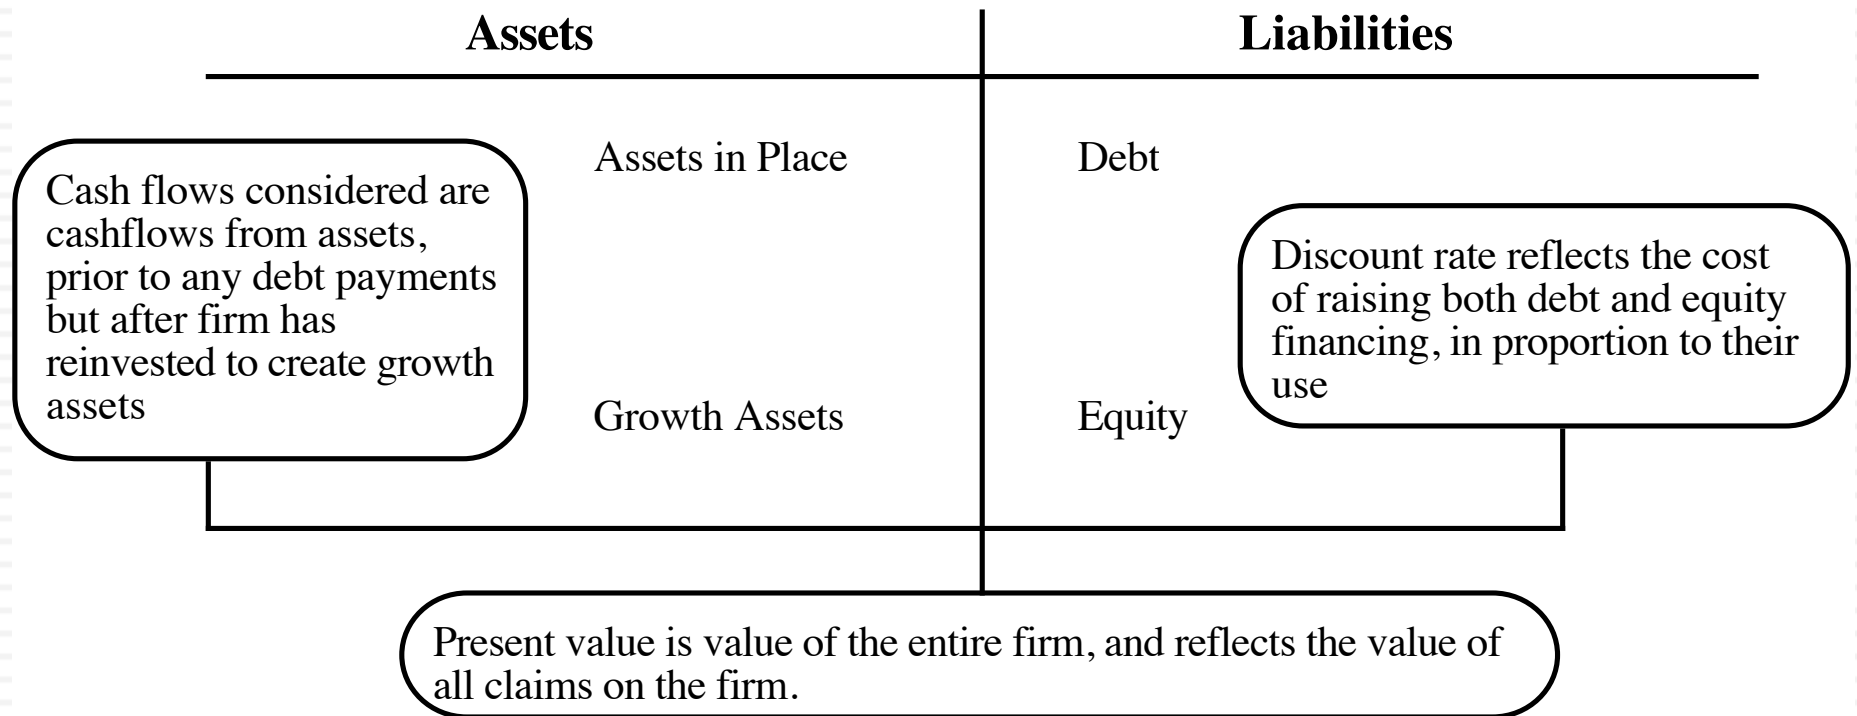 Assets
Liabilities
Assets in Place
Debt
Cash flows considered are
cashflows from assets,
prior to any debt payments
but after firm has
reinvested to create growth
assets
Discount rate reflects the cost
of raising both debt and equity
financing, in proportion to their
use
Growth Assets
Equity
Present value is value of the entire firm, and reflects the value of
all claims on the firm.